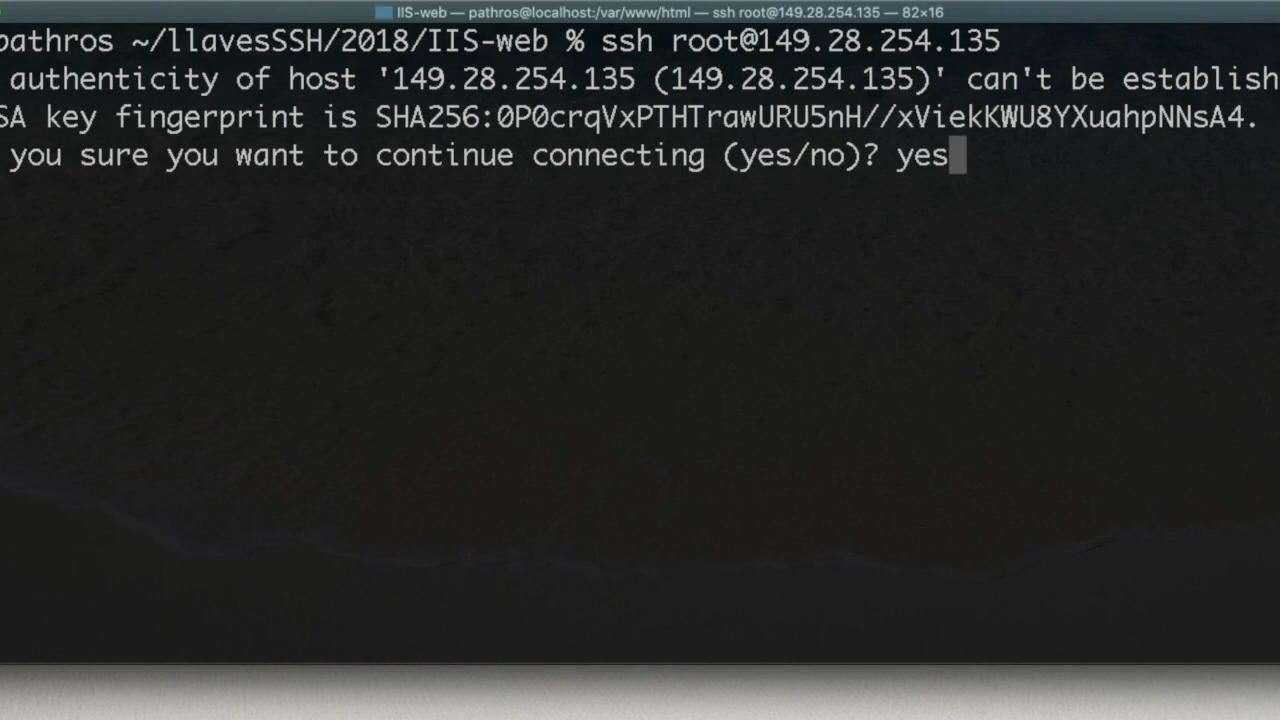 IIS-web — pathros@localhost:/var/www/html — ssh root@149.28.254.135 — 82×16
pathros ~/llavesSSH/2018/IIS-web % ssh root@149.28.254.135
authenticity of host '149.28.254.135 (149.28.254.135)' can't be establish
SA key fingerprint is SHA256:0P0crqVxPTHTrawURU5nH//xViekKWU8YXuahpNNsA4.
you sure you want to continue connecting (yes/no)? yes